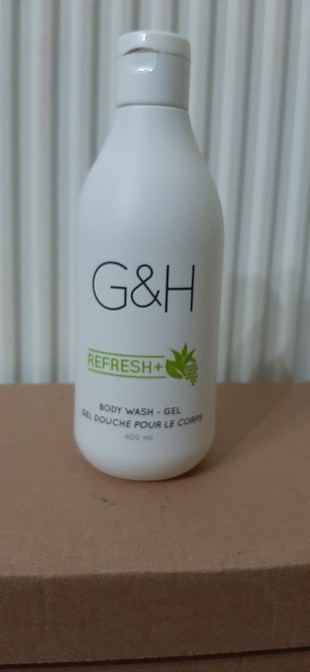 G&H
REFRESH+
BODY WASH - GEL
GEL DOUCHE POUR LE CORPS
400 ml